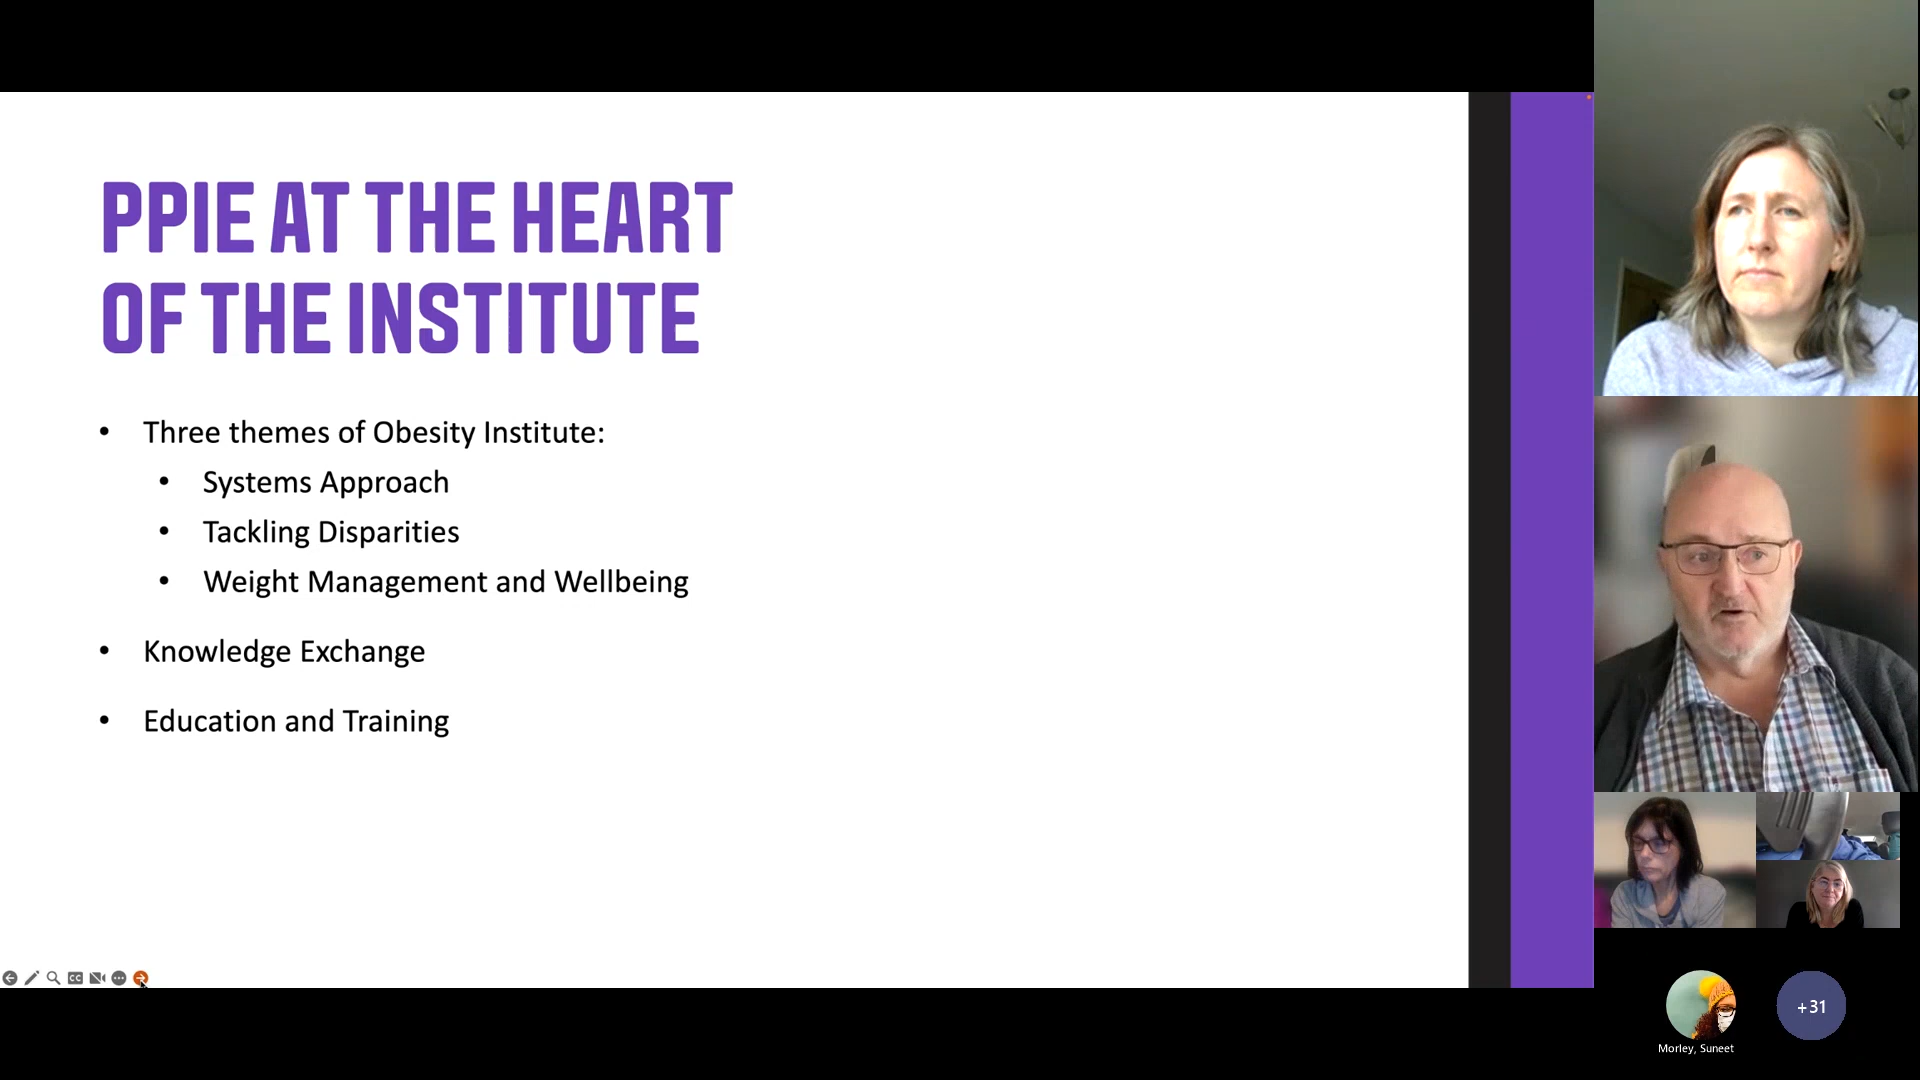 PPIE AT THE HEART
OF THE INSTITUTE
• Three themes of Obesity Institute:
• Systems Approach
• Tackling Disparities
• Weight Management and Wellbeing
• Knowledge Exchange
• Education and Training
CC
+31
Morley, Suneet